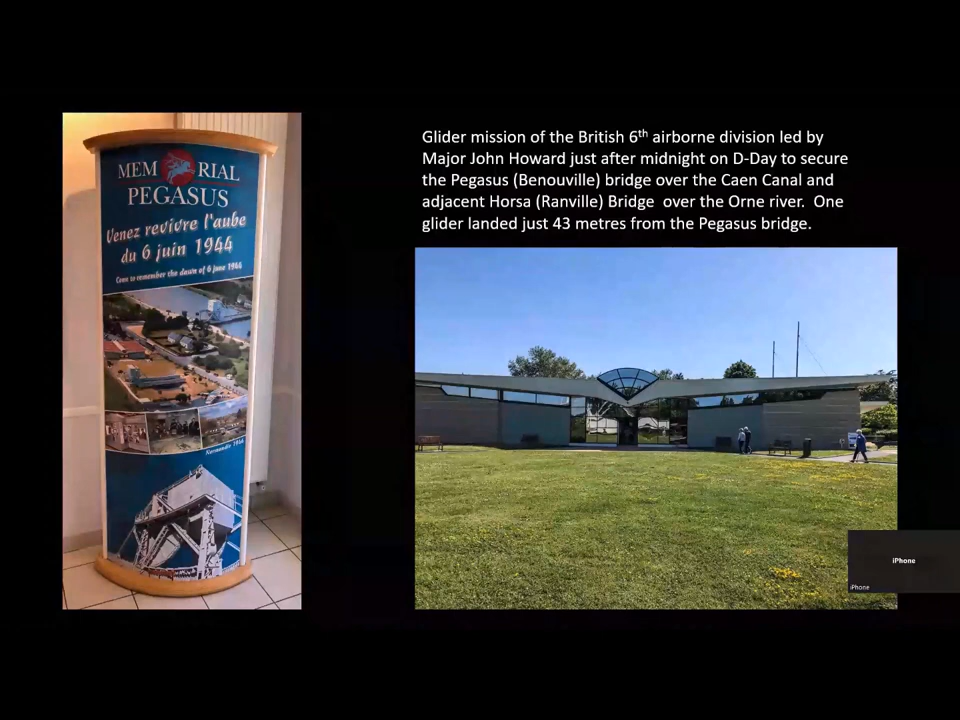 MEM RIAL
PEGASUS
Venez revivre l'aube
du 6 juin 1944
Come to remember the dawn of 6 june 1944
Normandie 1944
Glider mission of the British 6th airborne division led by
Major John Howard just after midnight on D-Day to secure
the Pegasus (Benouville) bridge over the Caen Canal and
adjacent Horsa (Ranville) Bridge over the Orne river. One
glider landed just 43 metres from the Pegasus bridge.
iPhone
iPhone